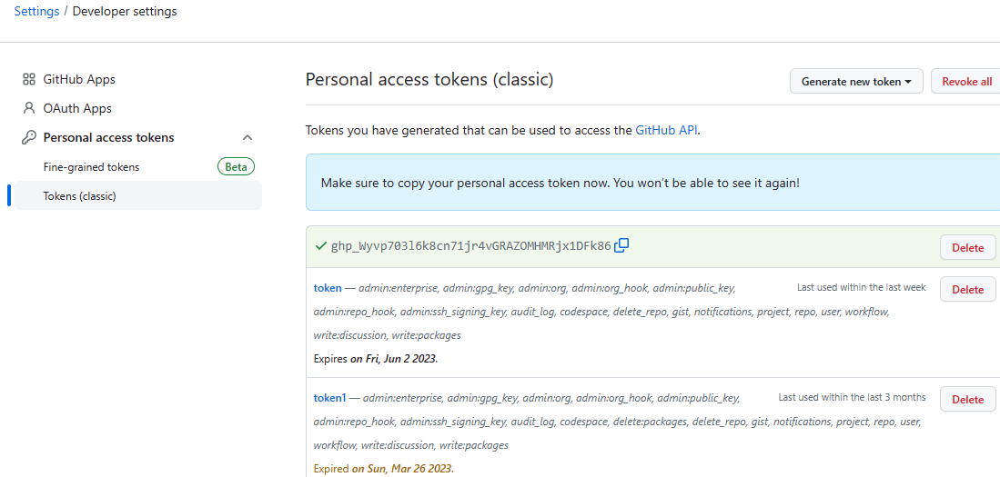 Settings / Developer settings
GitHub Apps
OAuth Apps
Personal access tokens
Fine-grained tokens Beta
Tokens (classic)
Personal access tokens (classic)
Generate new token
Revoke all
Tokens you have generated that can be used to access the GitHub API.
Make sure to copy your personal access token now. You won't be able to see it again!
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 Delete
token — admin:enterprise, admin:gpg_key, admin:org, admin:org_hook, admin:public_key, Last used within the last week Delete
admin:repo_hook, admin:ssh_signing_key, audit_log, codespace, delete_repo, gist, notifications, project, repo, user, workflow,
write:discussion, write:packages
Expires on Fri, Jun 2 2023.
token1 — admin:enterprise, admin:gpg_key, admin:org, admin:org_hook, admin:public_key, Last used within the last 3 months Delete
admin:repo_hook, admin:ssh_signing_key, audit_log, codespace, delete:packages, delete_repo, gist, notifications, project, repo, user,
workflow, write:discussion, write:packages
Expired on Sun, Mar 26 2023.